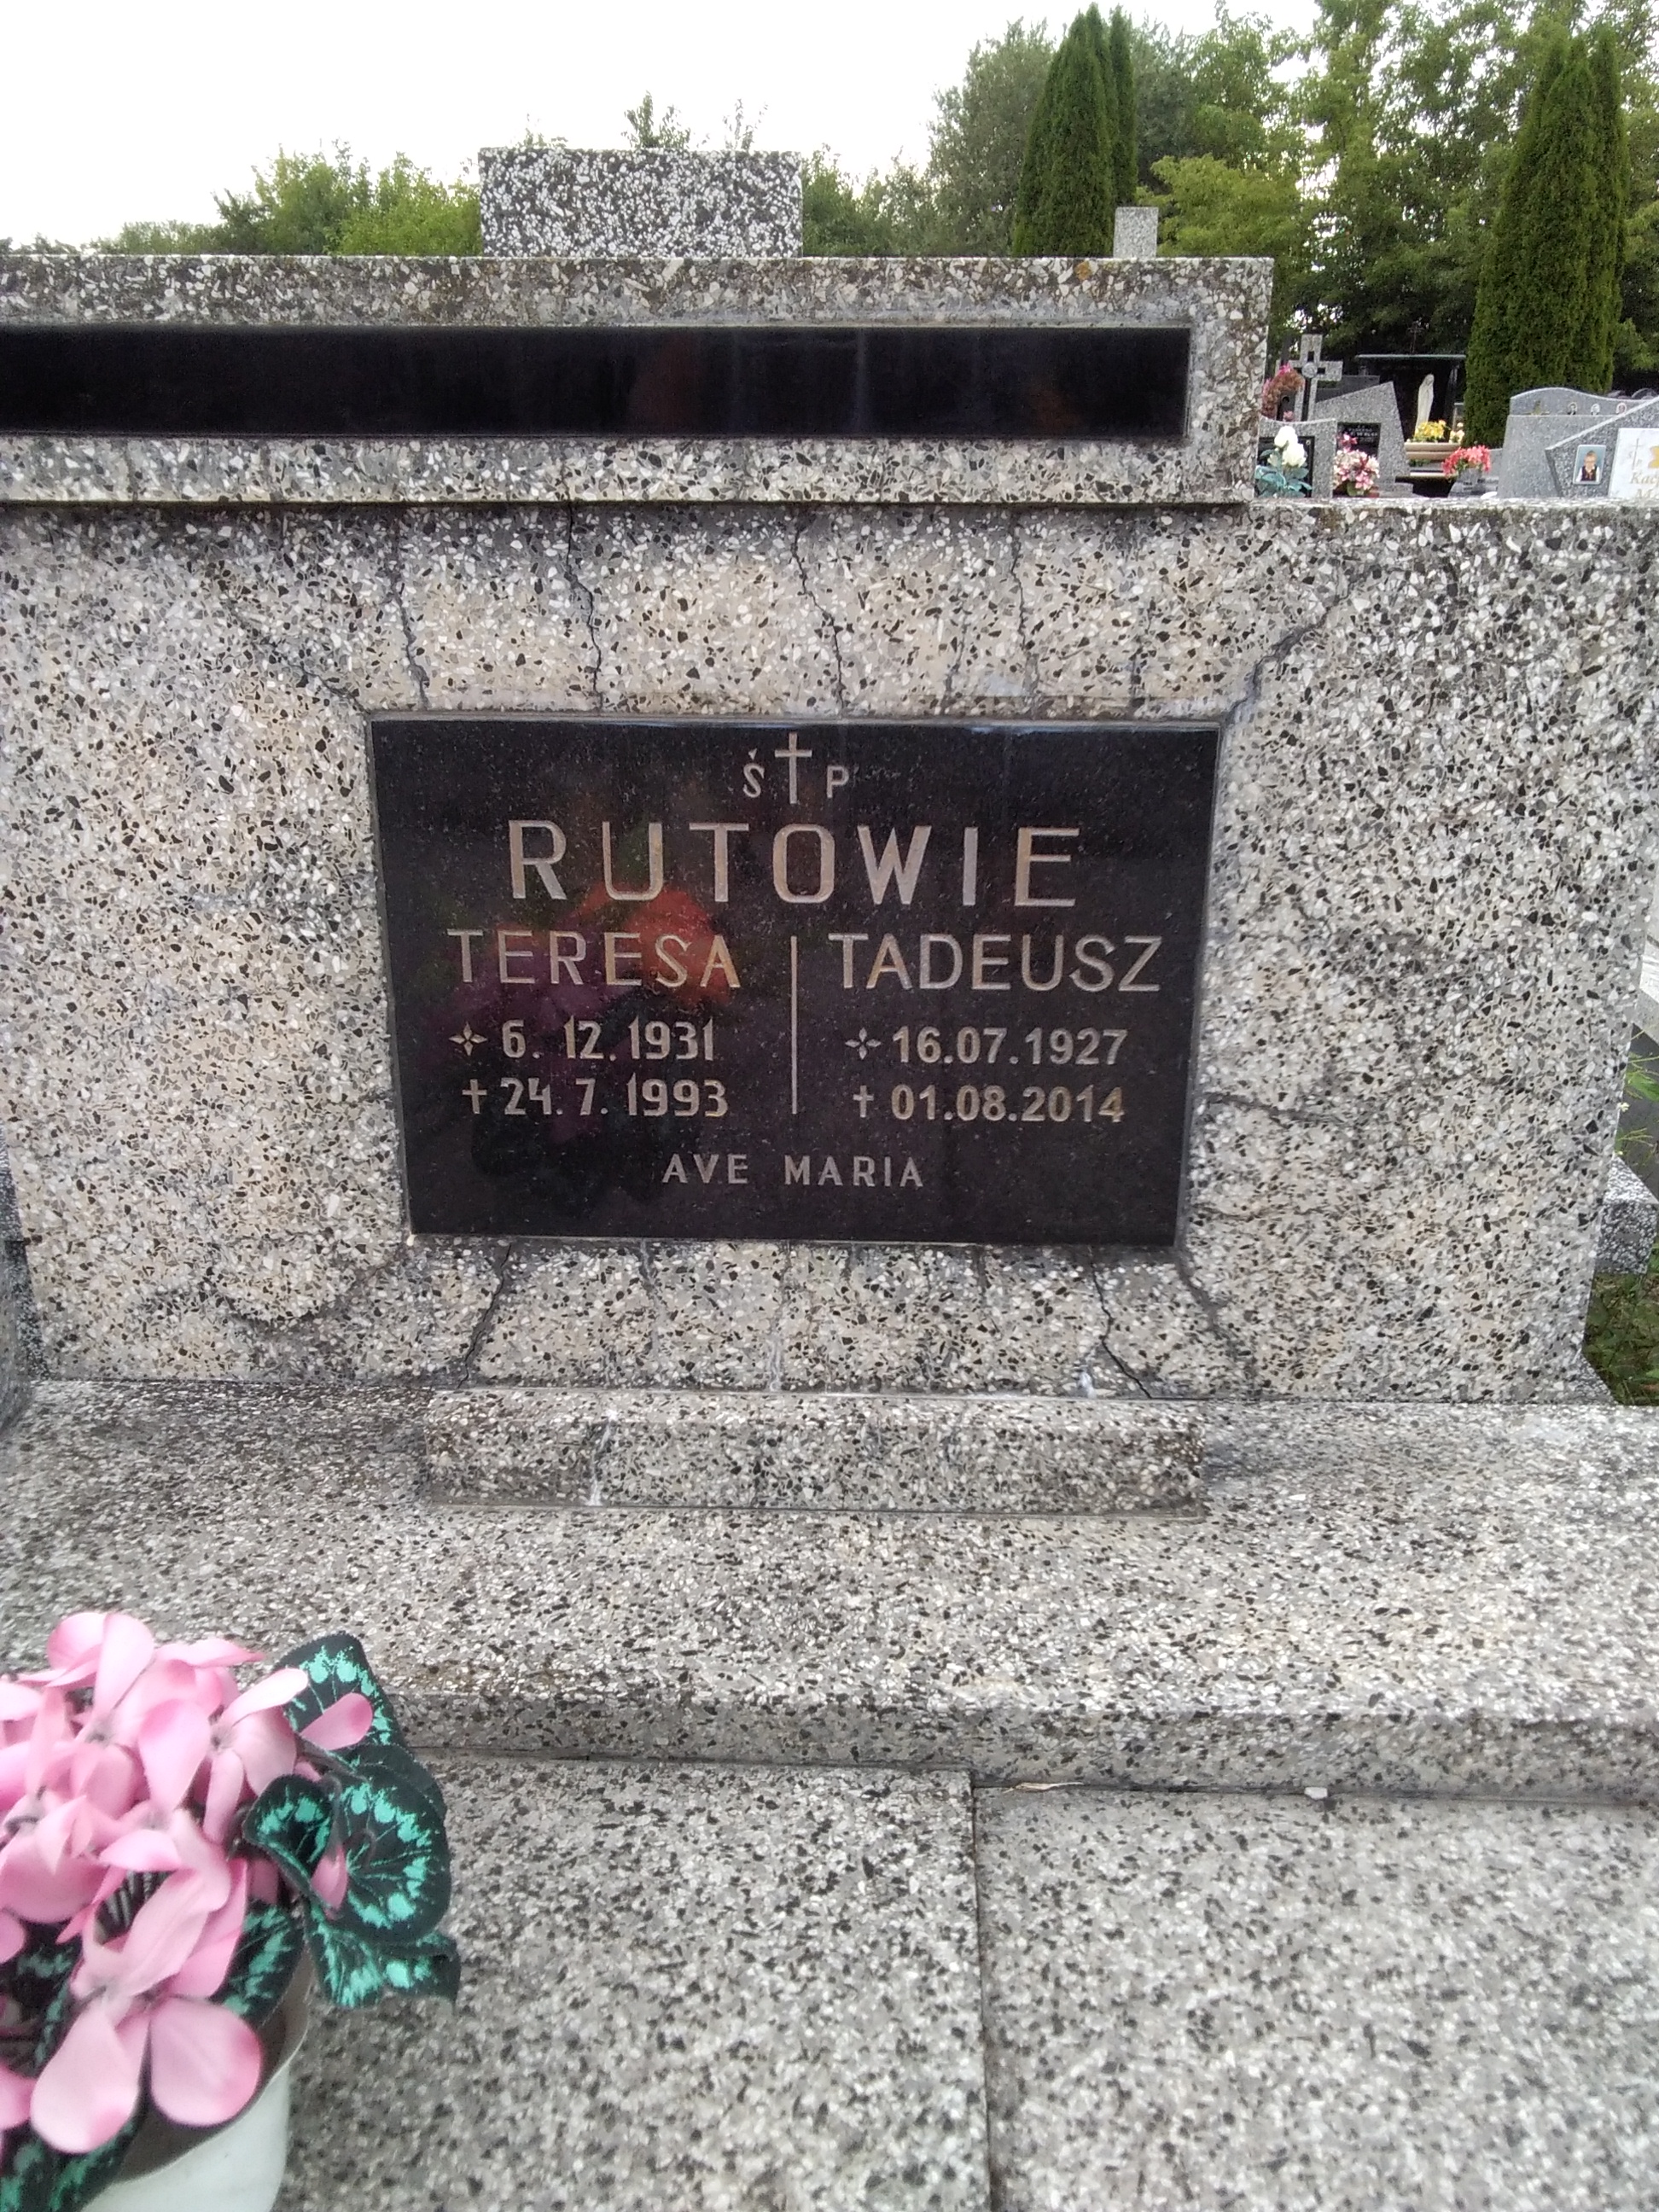 Ś † P
RUTOWIE
TERESA TADEUSZ
6. 12. 1931 16.07.1927
† 24. 7. 1993 † 01.08.2014
AVE MARIA